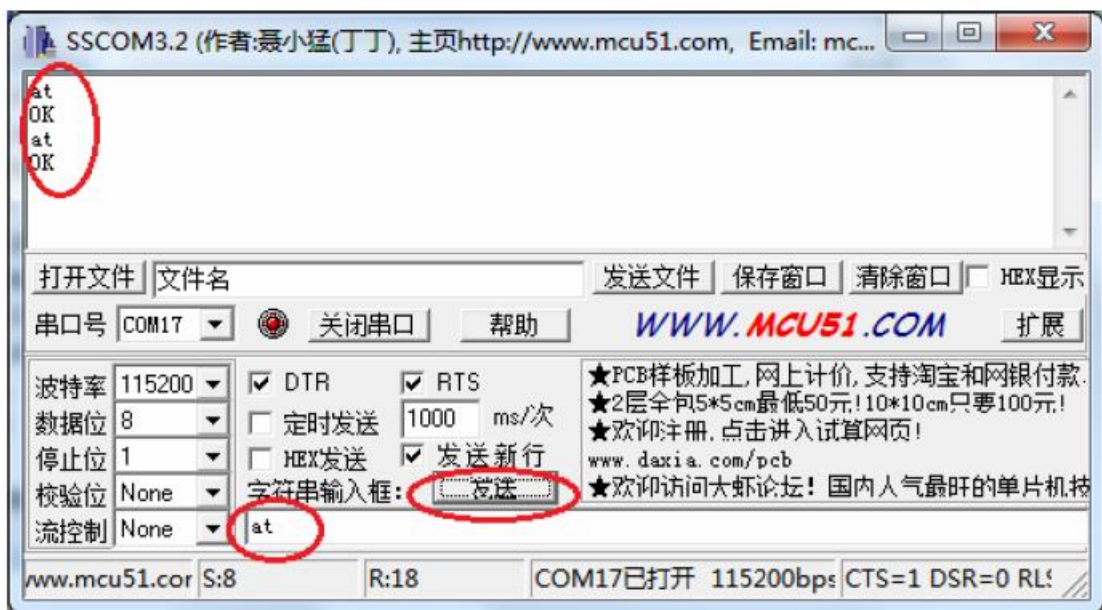 SSCOM3.2 (作者:聂小猛(丁丁), 主页http://www.mcu51.com, Email: mc...
at
OK
at
OK
打开文件 文件名 发送文件 保存窗口 清除窗口 HEX显示
串口号 COM17 关闭串口 帮助 WWW.MCU51.COM 扩展
波特率 115200 DTR RTS
数据位 8 定时发送 1000 ms/次
停止位 1 HEX发送 发送新行
校验位 None 字符串输入框: 发送
流控制 None at
★PCB样板加工,网上计价,支持淘宝和网银付款.
★2层全包5*5cm最低50元!10*10cm只要100元!
★欢迎注册,点击进入试算网页!
www.daxia.com/pcb
★欢迎访问大虾论坛!国内人气最旺的单片机技
www.mcu51.cor S:8 R:18 COM17已打开 115200bps CTS=1 DSR=0 RLS